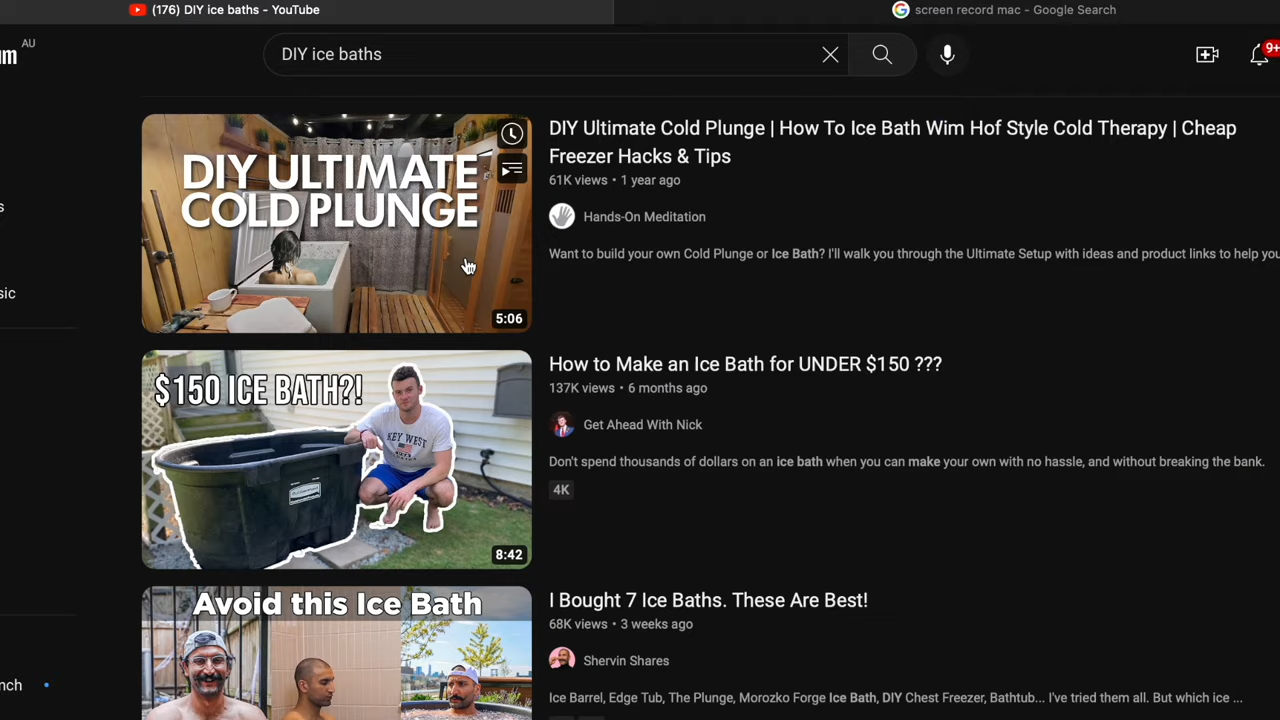 (176) DIY ice baths - YouTube
screen record mac - Google Search
um
AU
DIY ice baths
9+
s
sic
nch
DIY ULTIMATE
COLD PLUNGE
5:06
DIY Ultimate Cold Plunge | How To Ice Bath Wim Hof Style Cold Therapy | Cheap
Freezer Hacks & Tips
61K views • 1 year ago
Hands-On Meditation
Want to build your own Cold Plunge or Ice Bath? I'll walk you through the Ultimate Setup with ideas and product links to help you
$150 ICE BATH?!
KEY WEST
8:42
How to Make an Ice Bath for UNDER $150 ???
137K views • 6 months ago
Get Ahead With Nick
Don't spend thousands of dollars on an ice bath when you can make your own with no hassle, and without breaking the bank.
4K
Avoid this Ice Bath
I Bought 7 Ice Baths. These Are Best!
68K views • 3 weeks ago
Shervin Shares
Ice Barrel, Edge Tub, The Plunge, Morozko Forge Ice Bath, DIY Chest Freezer, Bathtub... I've tried them all. But which ice ...